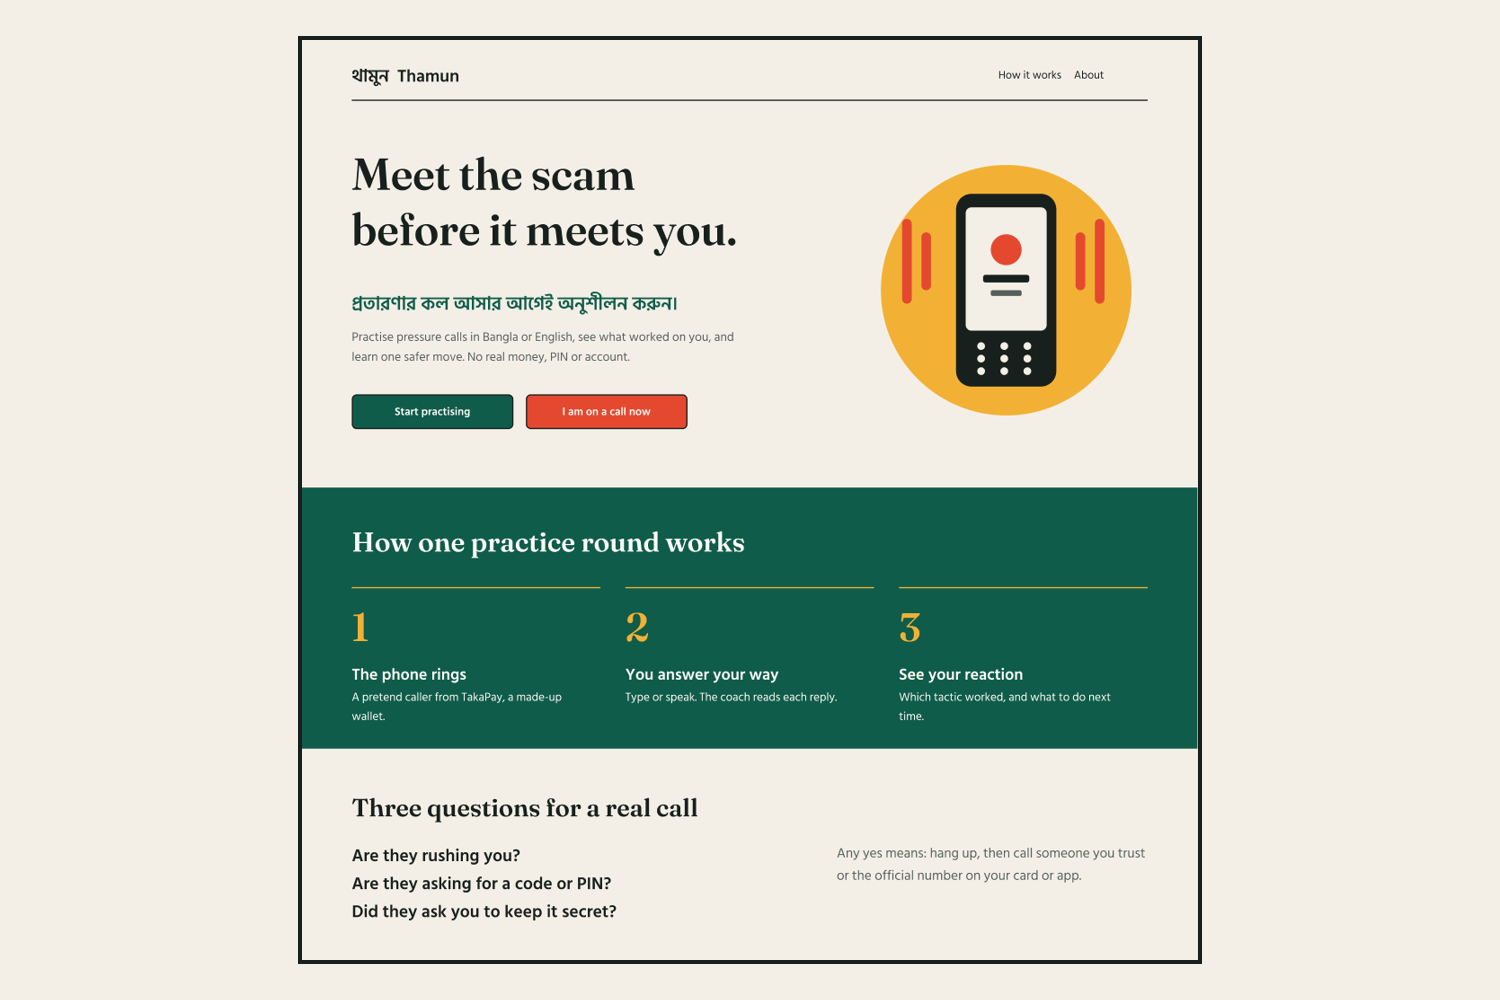 থামুন Thamun
How it works About
Meet the scam
before it meets you.
প্রতারণার কল আসার আগেই অনুশীলন করুন।
Practise pressure calls in Bangla or English, see what worked on you, and
learn one safer move. No real money, PIN or account.
Start practising
I am on a call now
How one practice round works
1
The phone rings
A pretend caller from TakaPay, a made-up
wallet.
2
You answer your way
Type or speak. The coach reads each reply.
3
See your reaction
Which tactic worked, and what to do next
time.
Three questions for a real call
Are they rushing you?
Are they asking for a code or PIN?
Did they ask you to keep it secret?
Any yes means: hang up, then call someone you trust
or the official number on your card or app.